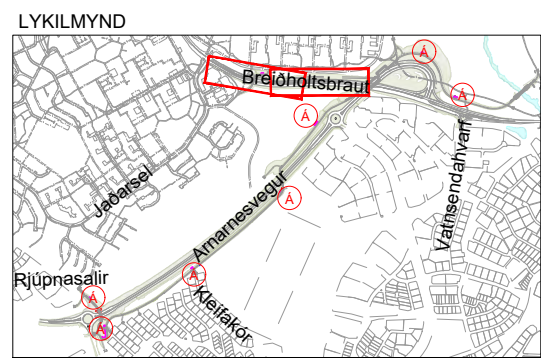 LYKILMYND
Á
Breiðholtsbraut
Á
Á
Vatnsendahvarf
Jaðarsel
Á
Arnarnesvegur
Rjúpnasalir
Á
Á
Kleifakór
Á